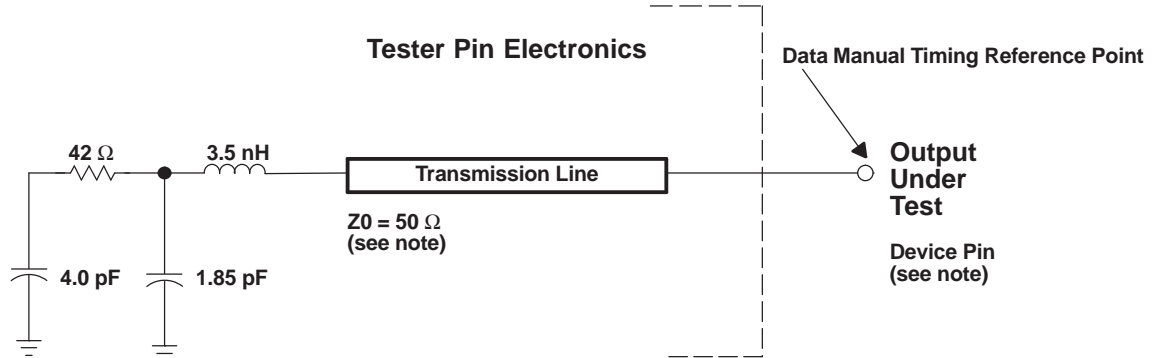 Tester Pin Electronics
Data Manual Timing Reference Point
42 Ω
3.5 nH
Transmission Line
Output
Under
Test
Z0 = 50 Ω
(see note)
Device Pin
(see note)
4.0 pF
1.85 pF